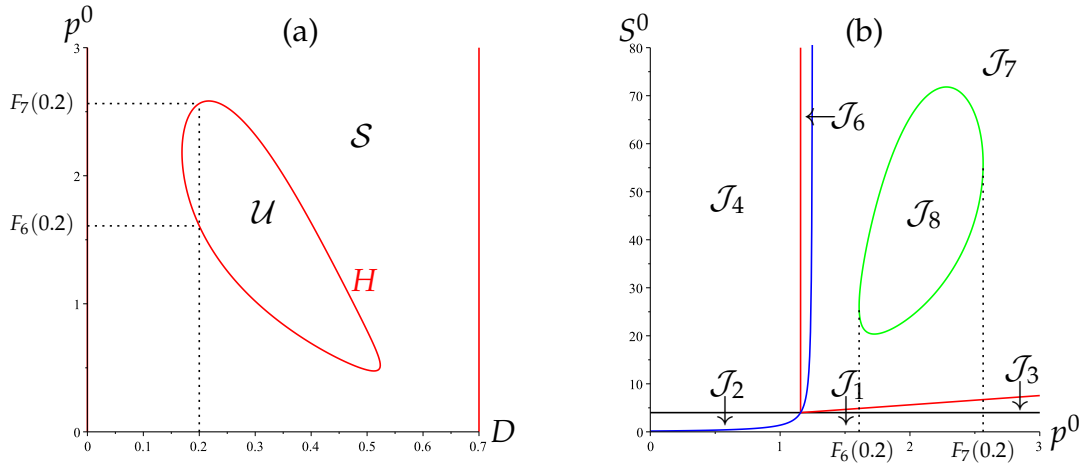 p⁰
(a)
3
F₇(0.2)
2
F₆(0.2)
1
0
𝒮
𝒰
H
0
0.1
0.2
0.3
0.4
0.5
0.6
0.7
D
S⁰
(b)
80
70
60
50
40
30
20
10
0
𝒥₇
𝒥₆
𝒥₄
𝒥₈
𝒥₂
𝒥₁
𝒥₃
0
1
2
3
p⁰
F₆(0.2)
F₇(0.2)